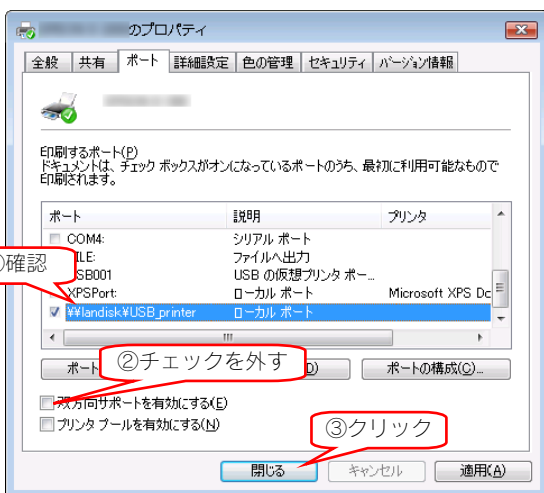 のプロパティ
全般 共有 ポート 詳細設定 色の管理 セキュリティ バージョン情報
印刷するポート(P)
ドキュメントは、チェック ボックスがオンになっているポートのうち、最初に利用可能なもので
印刷されます。
ポート 説明 プリンタ
COM4: シリアル ポート
ILE: ファイルへ出力
確認
SB001 USB の仮想プリンタ ポー...
XPSPort: ローカル ポート Microsoft XPS Dc
¥¥landisk¥USB_printer ローカル ポート
②チェックを外す
ポート D) ポートの構成(C)...
双方向サポートを有効にする(E)
プリンタ プールを有効にする(N)
③クリック
閉じる キャンセル 適用(A)